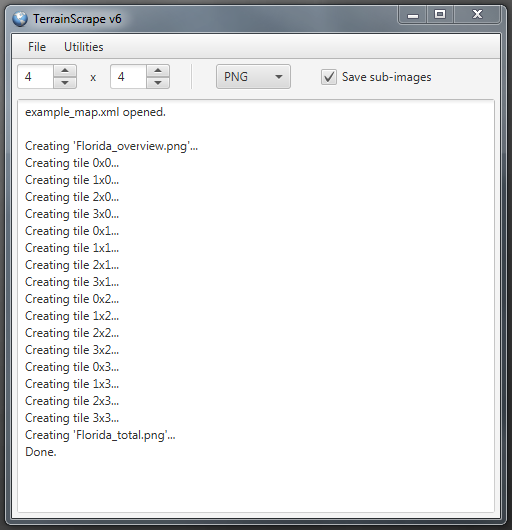 TerrainScrape v6
File Utilities
4 x 4 PNG Save sub-images
example_map.xml opened.
Creating 'Florida_overview.png'...
Creating tile 0x0...
Creating tile 1x0...
Creating tile 2x0...
Creating tile 3x0...
Creating tile 0x1...
Creating tile 1x1...
Creating tile 2x1...
Creating tile 3x1...
Creating tile 0x2...
Creating tile 1x2...
Creating tile 2x2...
Creating tile 3x2...
Creating tile 0x3...
Creating tile 1x3...
Creating tile 2x3...
Creating tile 3x3...
Creating 'Florida_total.png'...
Done.